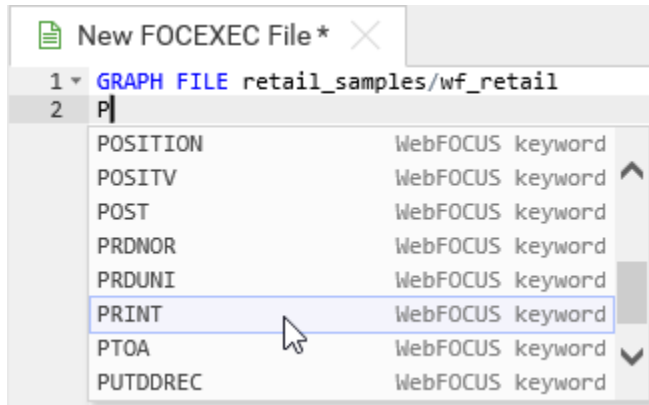 New FOCEXEC File*
1 GRAPH FILE retail_samples/wf_retail
2 P
POSITION WebFOCUS keyword
POSITV WebFOCUS keyword
POST WebFOCUS keyword
PRDNOR WebFOCUS keyword
PRDUNI WebFOCUS keyword
PRINT WebFOCUS keyword
PTOA WebFOCUS keyword
PUTDDREC WebFOCUS keyword